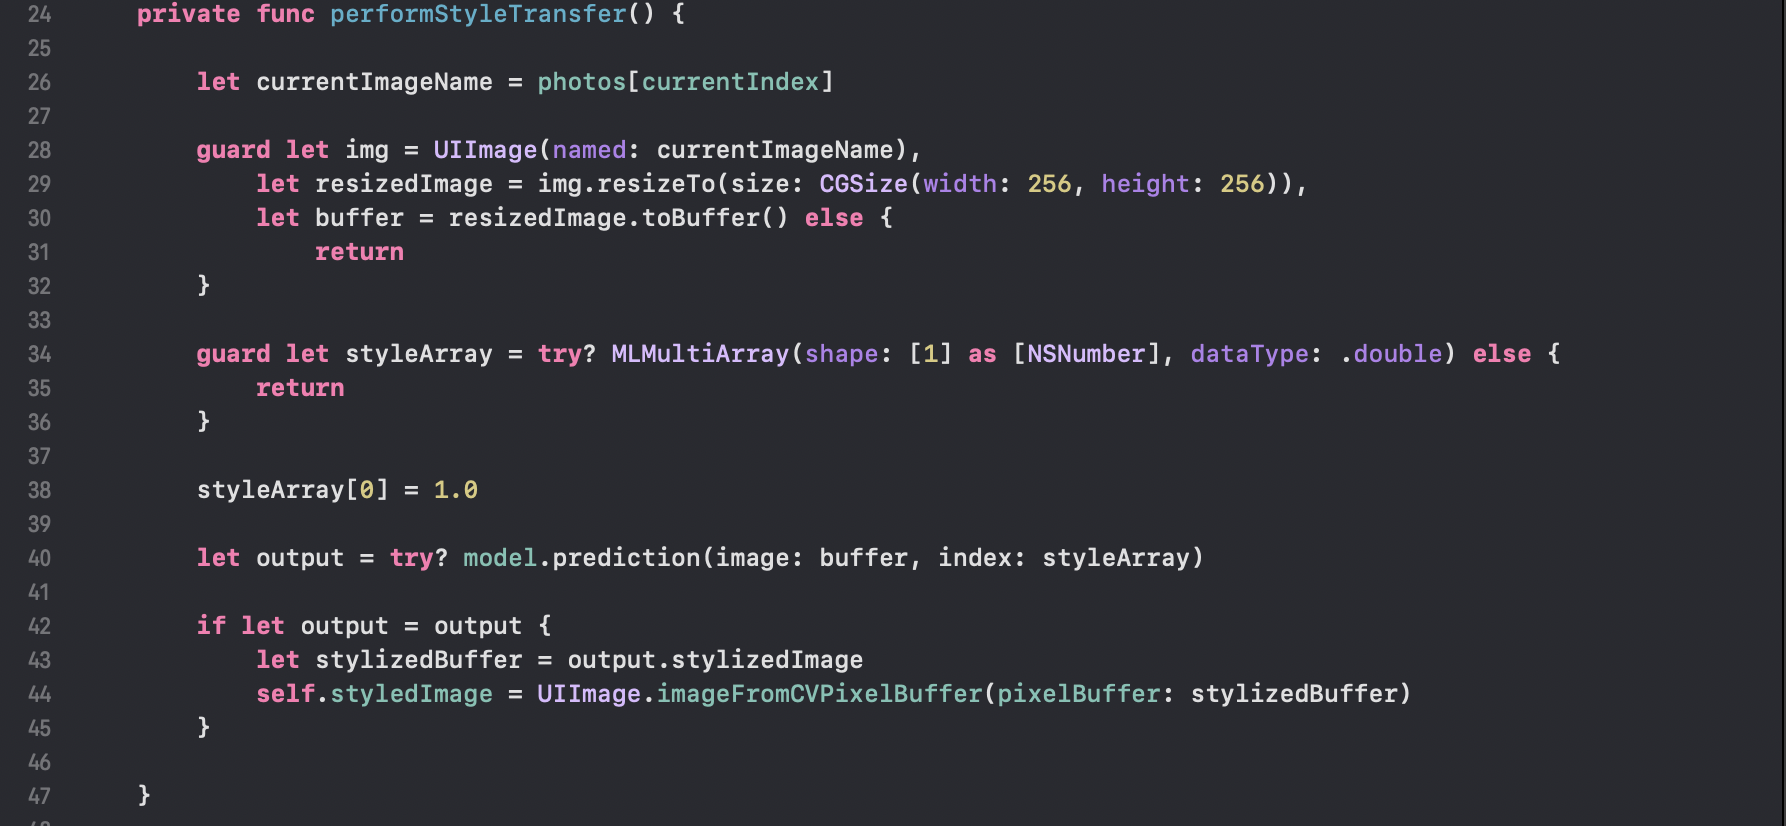 24 private func performStyleTransfer() {
25
26 let currentImageName = photos[currentIndex]
27
28 guard let img = UIImage(named: currentImageName),
29 let resizedImage = img.resizeTo(size: CGSize(width: 256, height: 256)),
30 let buffer = resizedImage.toBuffer() else {
31 return
32 }
33
34 guard let styleArray = try? MLMultiArray(shape: [1] as [NSNumber], dataType: .double) else {
35 return
36 }
37
38 styleArray[0] = 1.0
39
40 let output = try? model.prediction(image: buffer, index: styleArray)
41
42 if let output = output {
43 let stylizedBuffer = output.stylizedImage
44 self.styledImage = UIImage.imageFromCVPixelBuffer(pixelBuffer: stylizedBuffer)
45 }
46
47 }